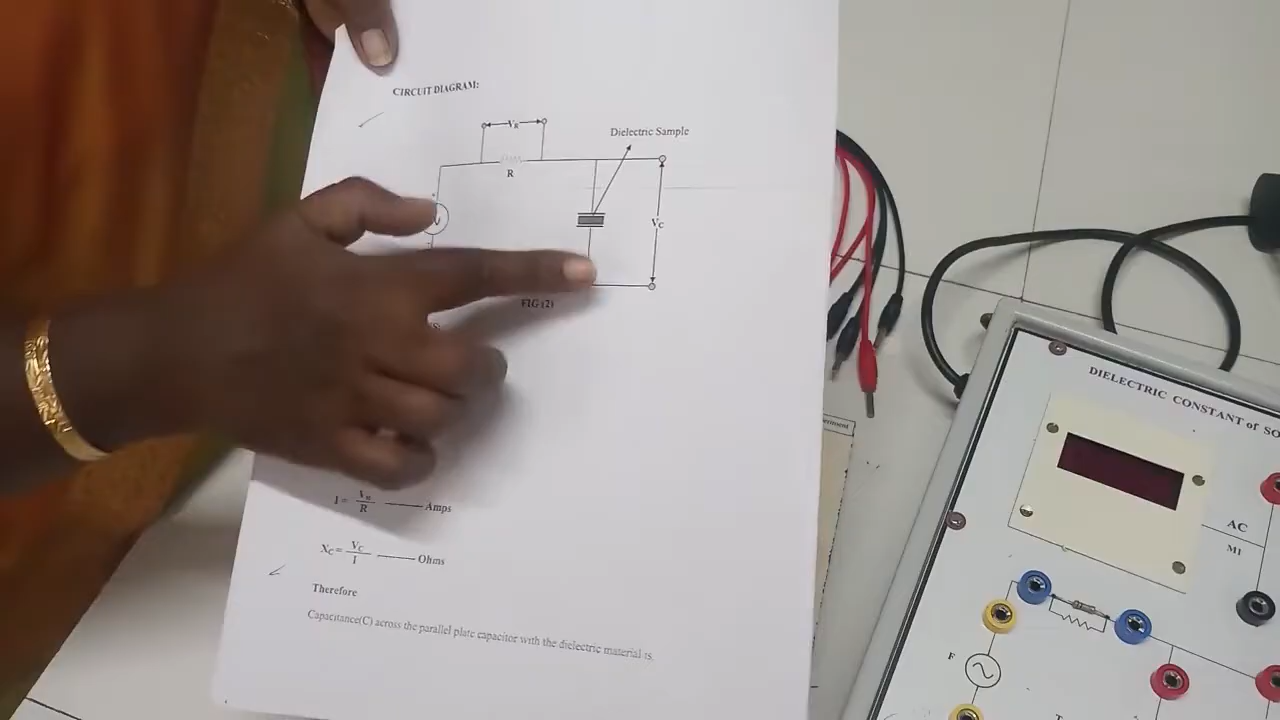 CIRCUIT DIAGRAM:
VR
Dielectric Sample
R
VC
FIG (2)
I = VR / R ——— Amps
XC = VC / I ——— Ohms
Therefore
Capacitance(C) across the parallel plate capacitor with the dielectric material is.
DIELECTRIC CONSTANT of SO
AC
MI
F